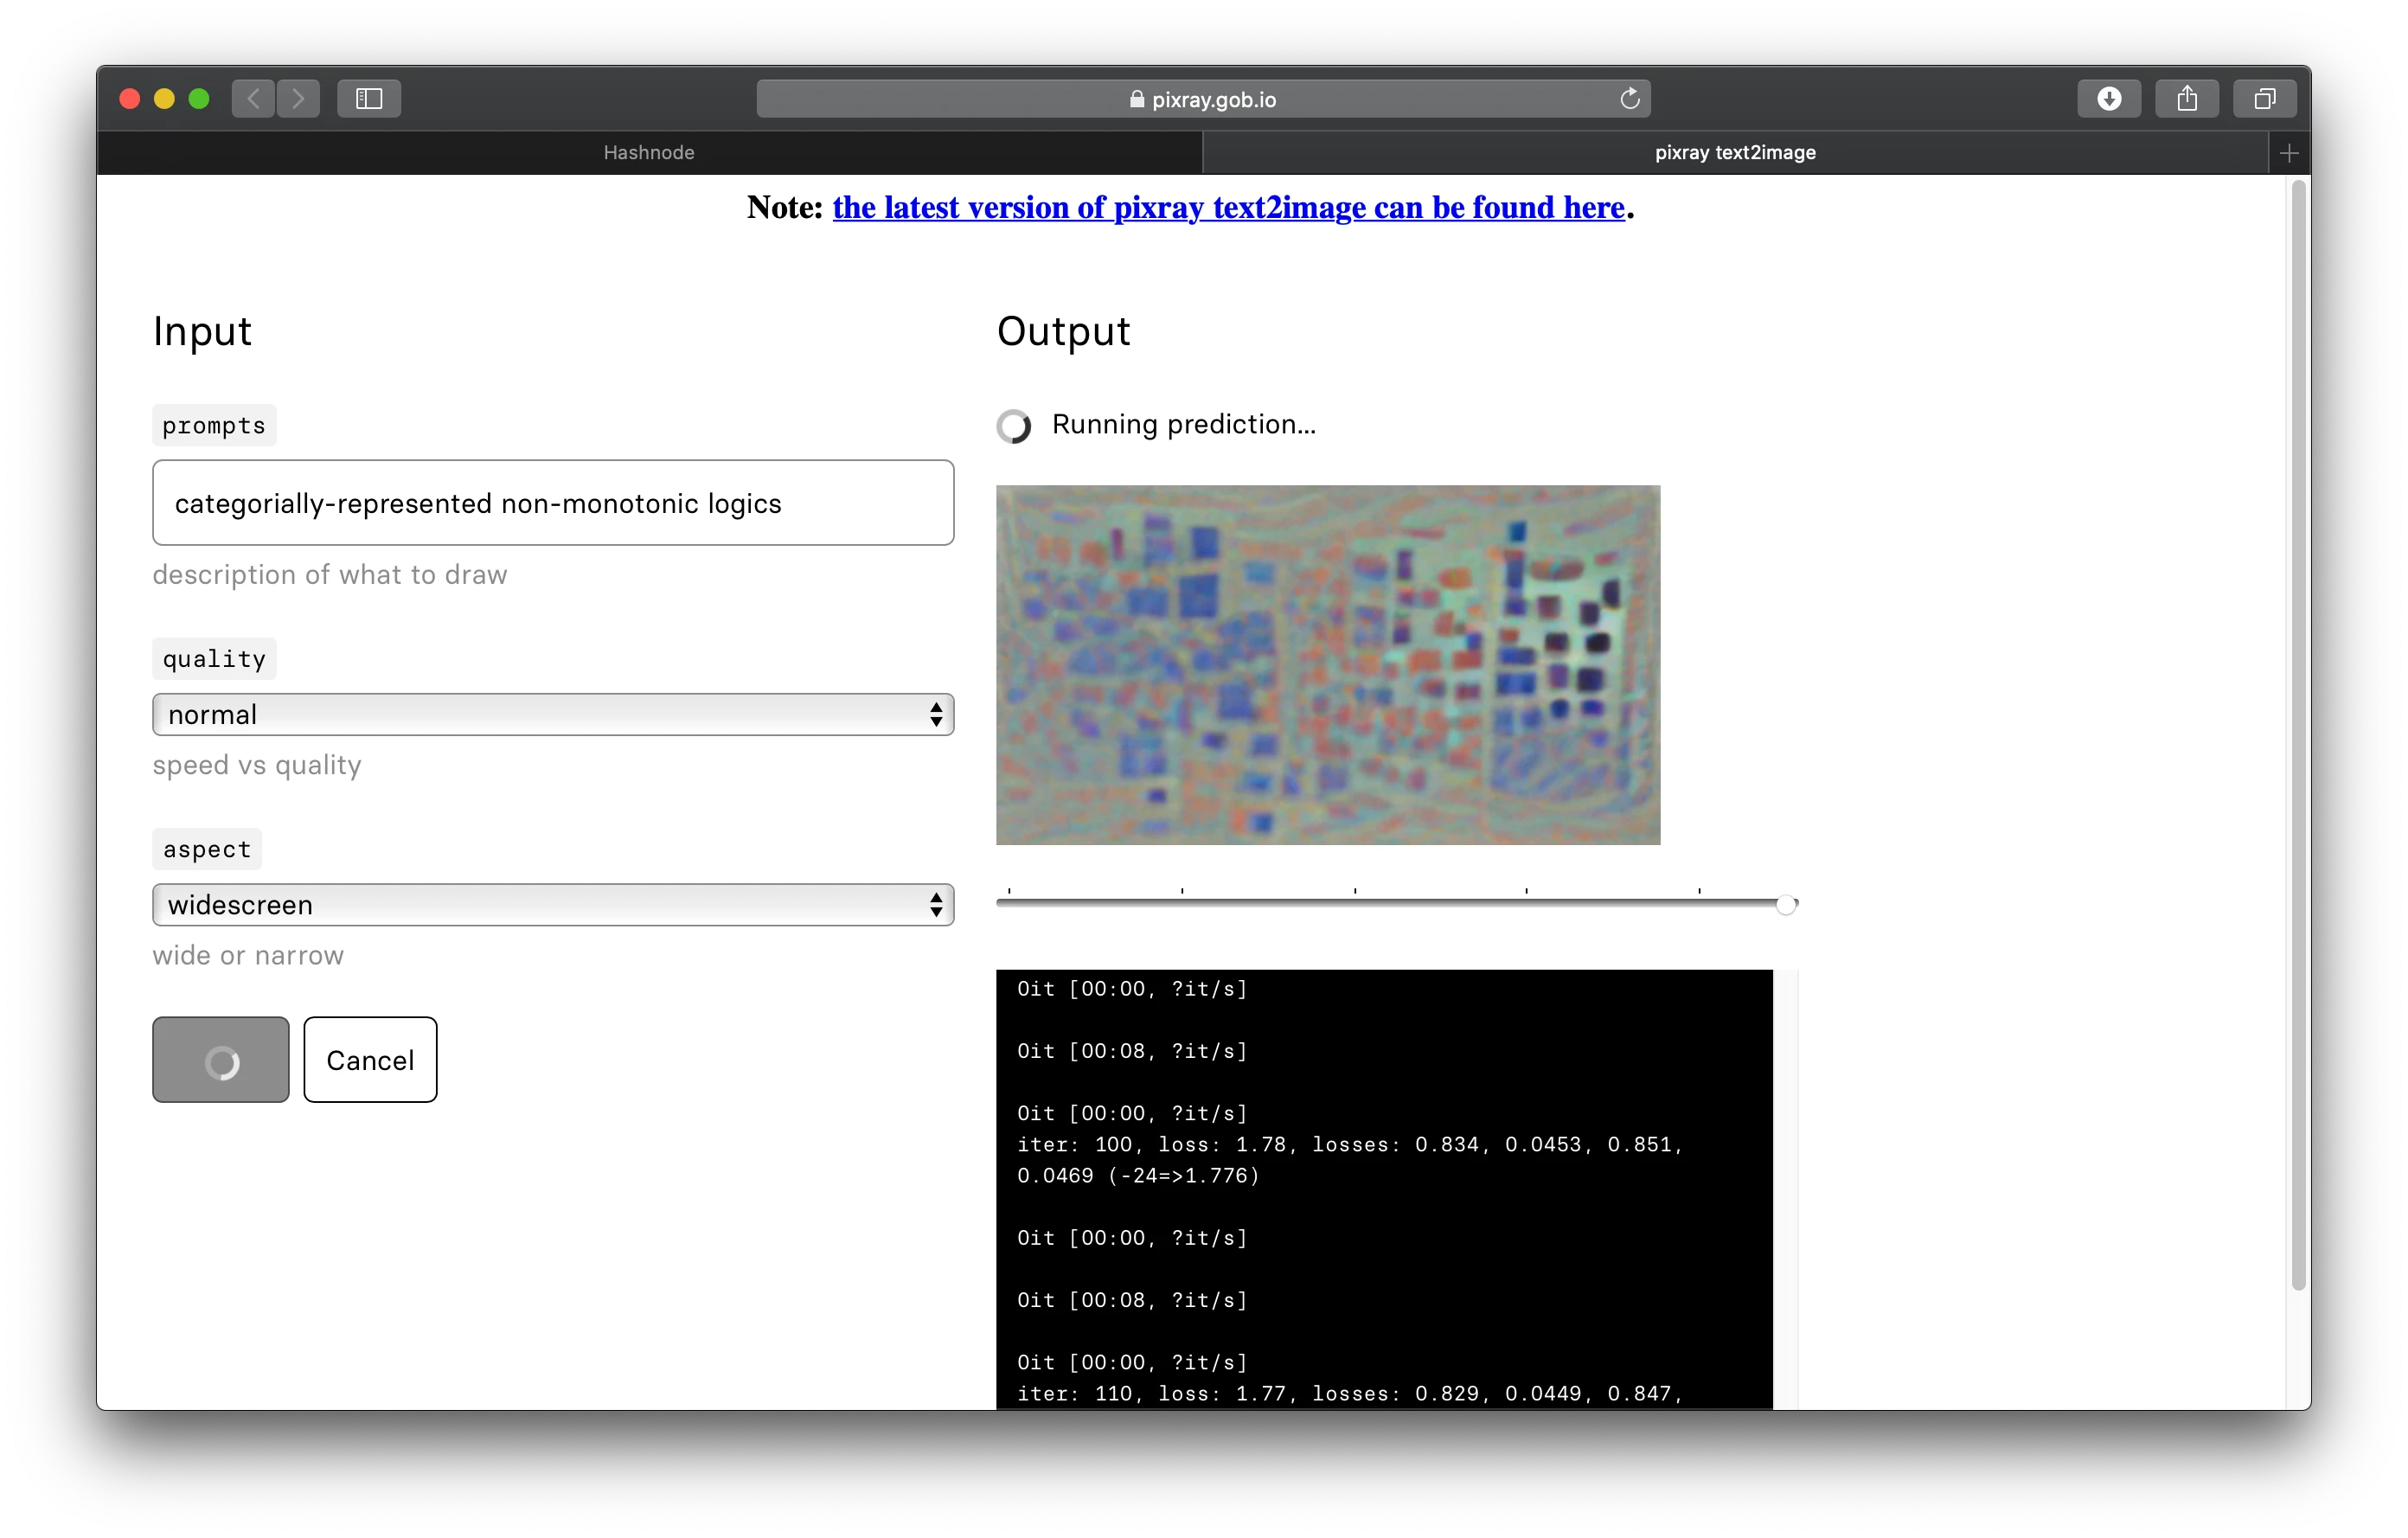 pixray.gob.io
Hashnode
pixray text2image
Note: the latest version of pixray text2image can be found here.
Input
prompts
categorially-represented non-monotonic logics
description of what to draw
quality
normal
speed vs quality
aspect
widescreen
wide or narrow
Cancel
Output
Running prediction...
0it [00:00, ?it/s]
0it [00:08, ?it/s]
0it [00:00, ?it/s]
iter: 100, loss: 1.78, losses: 0.834, 0.0453, 0.851,
0.0469 (-24=>1.776)
0it [00:00, ?it/s]
0it [00:08, ?it/s]
0it [00:00, ?it/s]
iter: 110, loss: 1.77, losses: 0.829, 0.0449, 0.847,